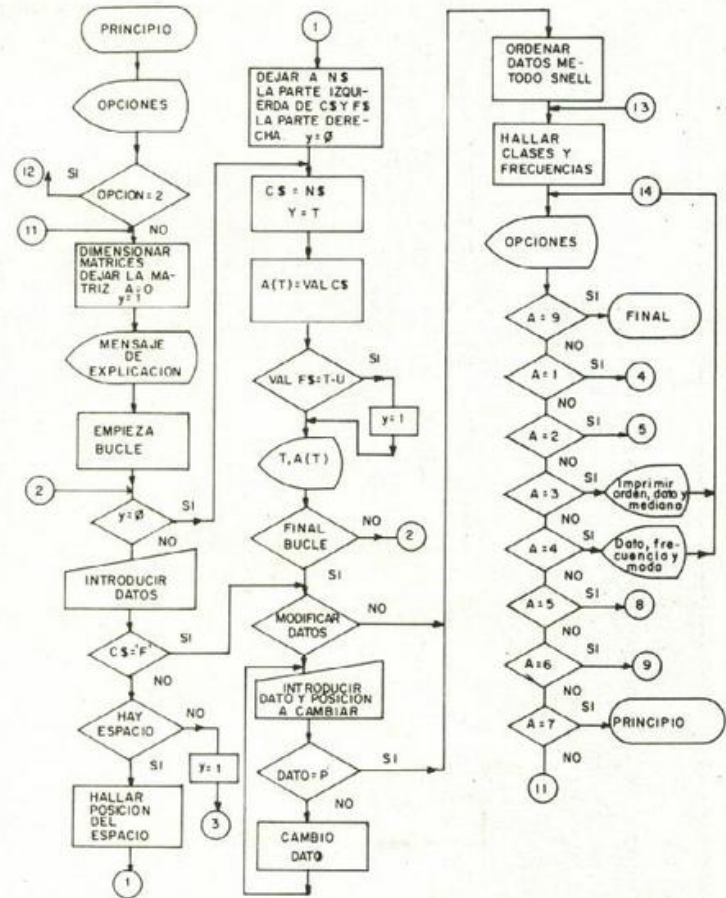 PRINCIPIO
OPCIONES
SI
12
OPCION = 2
11
NO
DIMENSIONAR
MATRICES
DEJAR LA MA-
TRIZ A=O
y=1
MENSAJE
DE
EXPLICACION
EMPIEZA
BUCLE
2
y=Ø
SI
NO
INTRODUCIR
DATOS
C$='F'
SI
NO
HAY
ESPACIO
NO
SI
y=1
3
HALLAR
POSICION
DEL
ESPACIO
1
1
DEJAR A N$
LA PARTE IZQUI-
ERDA DE C$ Y F$
LA PARTE DERE-
CHA. y=Ø
C$ = N$
Y = T
A(T)=VAL C$
SI
VAL F$=T-U
y=1
T, A(T)
FINAL
BUCLE
NO
2
SI
MODIFICAR
DATOS
NO
INTRODUCIR
DATO Y POSICION
A CAMBIAR
DATO=P
SI
NO
CAMBIO
DATO
ORDENAR
DATOS ME-
TODO SNELL
13
HALLAR
CLASES Y
FRECUENCIAS
14
OPCIONES
A = 9
SI
FINAL
NO
A=1
SI
4
NO
A=2
SI
5
NO
A=3
SI
Imprimir
orden, dato y
mediana
NO
A=4
SI
Dato, fre-
cuencia y
moda
NO
A=5
SI
8
NO
A=6
SI
9
NO
A=7
SI
PRINCIPIO
NO
11